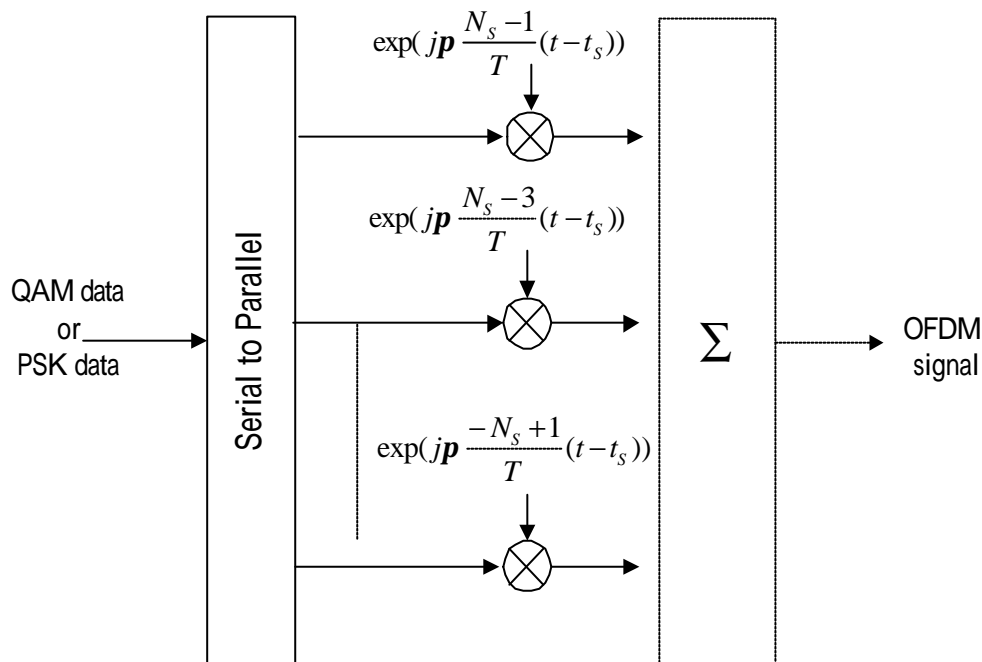 exp(jp (N_S − 1)/T (t − t_S))
exp(jp (N_S − 3)/T (t − t_S))
QAM data
or
PSK data
Serial to Parallel
Σ
OFDM
signal
exp(jp (−N_S + 1)/T (t − t_S))